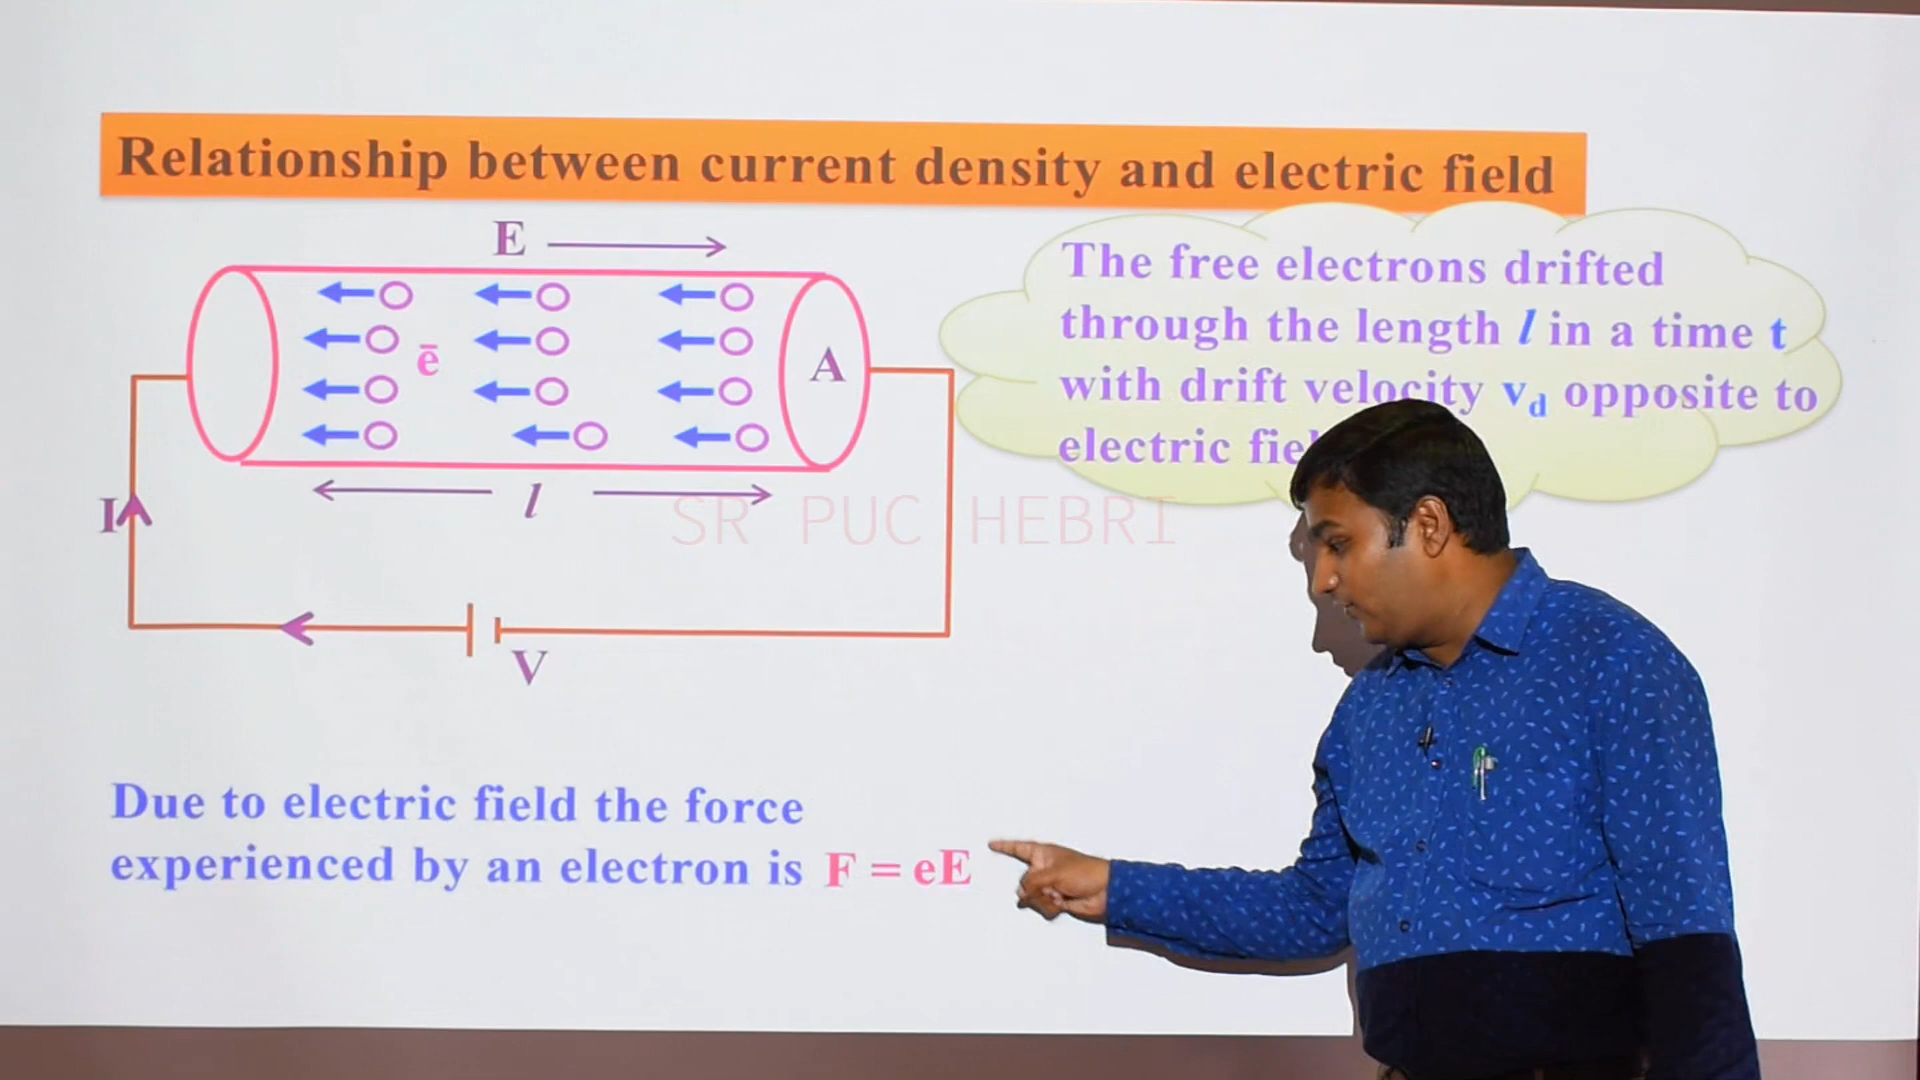 Relationship between current density and electric field
E
The free electrons drifted
through the length l in a time t
with drift velocity vd opposite to
electric
ē
A
l
I
SR PUC HEBRI
V
Due to electric field the force
experienced by an electron is F = eE